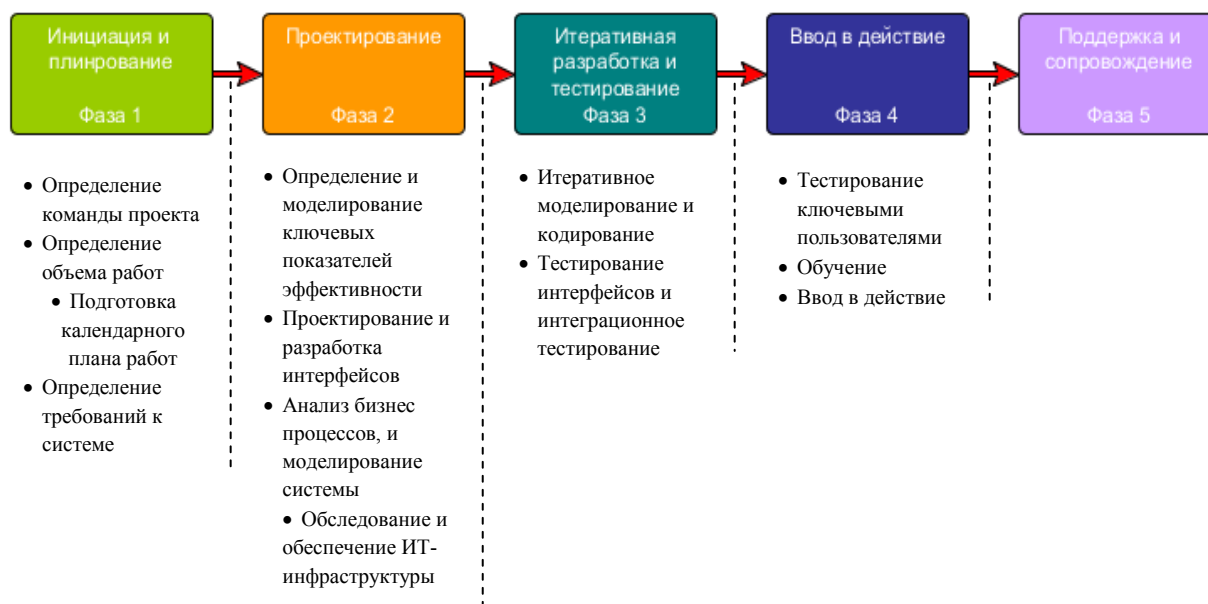 Инициация и
плинрование
Фаза 1
Проектирование
Фаза 2
Итеративная
разработка и
тестирование
Фаза 3
Ввод в действие
Фаза 4
Поддержка и
сопровождение
Фаза 5
• Определение
команды проекта
• Определение
объема работ
• Подготовка
календарного
плана работ
• Определение
требований к
системе
• Определение и
моделирование
ключевых
показателей
эффективности
• Проектирование и
разработка
интерфейсов
• Анализ бизнес
процессов, и
моделирование
системы
• Обследование и
обеспечение ИТ-
инфраструктуры
• Итеративное
моделирование и
кодирование
• Тестирование
интерфейсов и
интеграционное
тестирование
• Тестирование
ключевыми
пользователями
• Обучение
• Ввод в действие